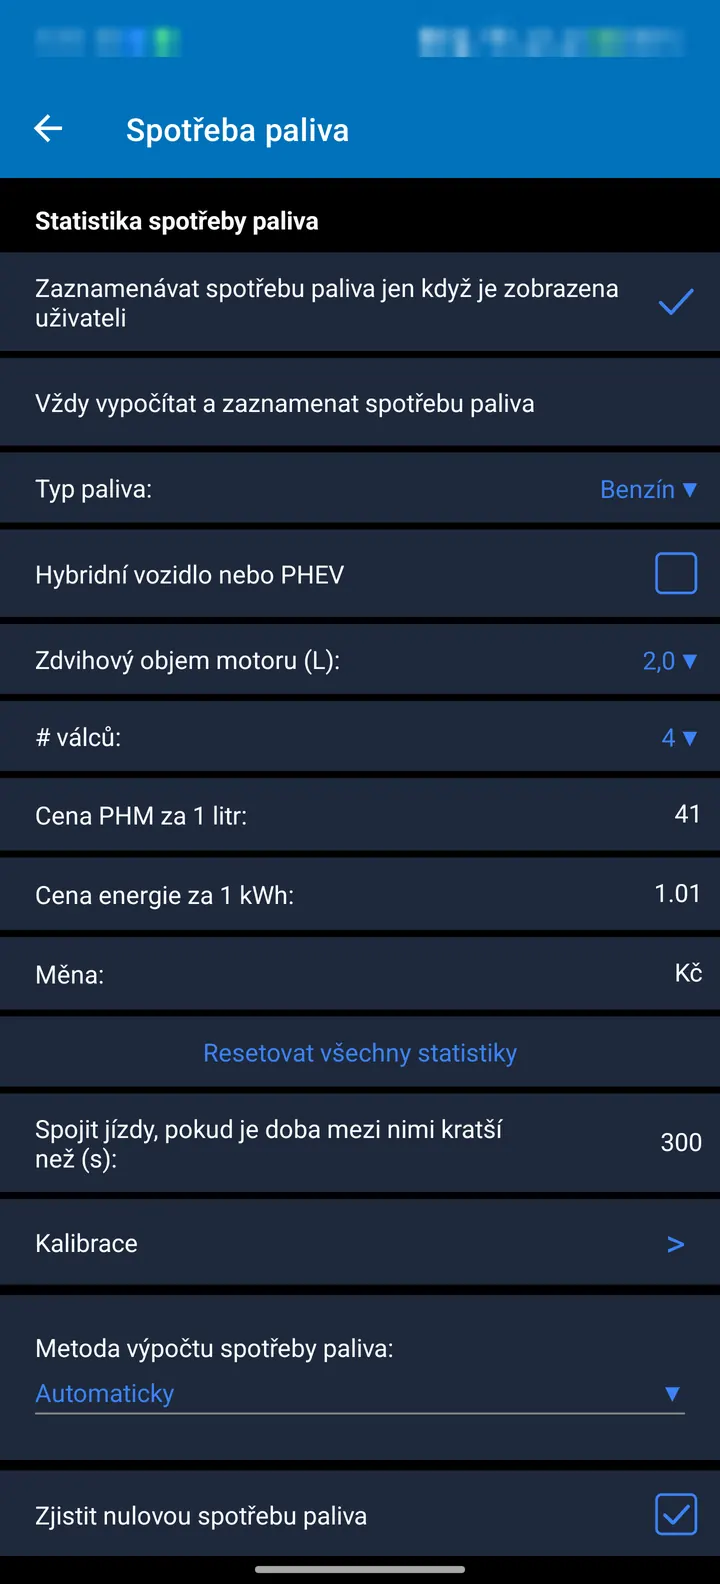 Spotřeba paliva
Statistika spotřeby paliva
Zaznamenávat spotřebu paliva jen když je zobrazena
uživateli
Vždy vypočítat a zaznamenat spotřebu paliva
Typ paliva:
Benzín ▼
Hybridní vozidlo nebo PHEV
Zdvihový objem motoru (L):
2,0 ▼
# válců:
4 ▼
Cena PHM za 1 litr:
41
Cena energie za 1 kWh:
1.01
Měna:
Kč
Resetovat všechny statistiky
Spojit jízdy, pokud je doba mezi nimi kratší
než (s):
300
Kalibrace
>
Metoda výpočtu spotřeby paliva:
Automaticky ▼
Zjistit nulovou spotřebu paliva